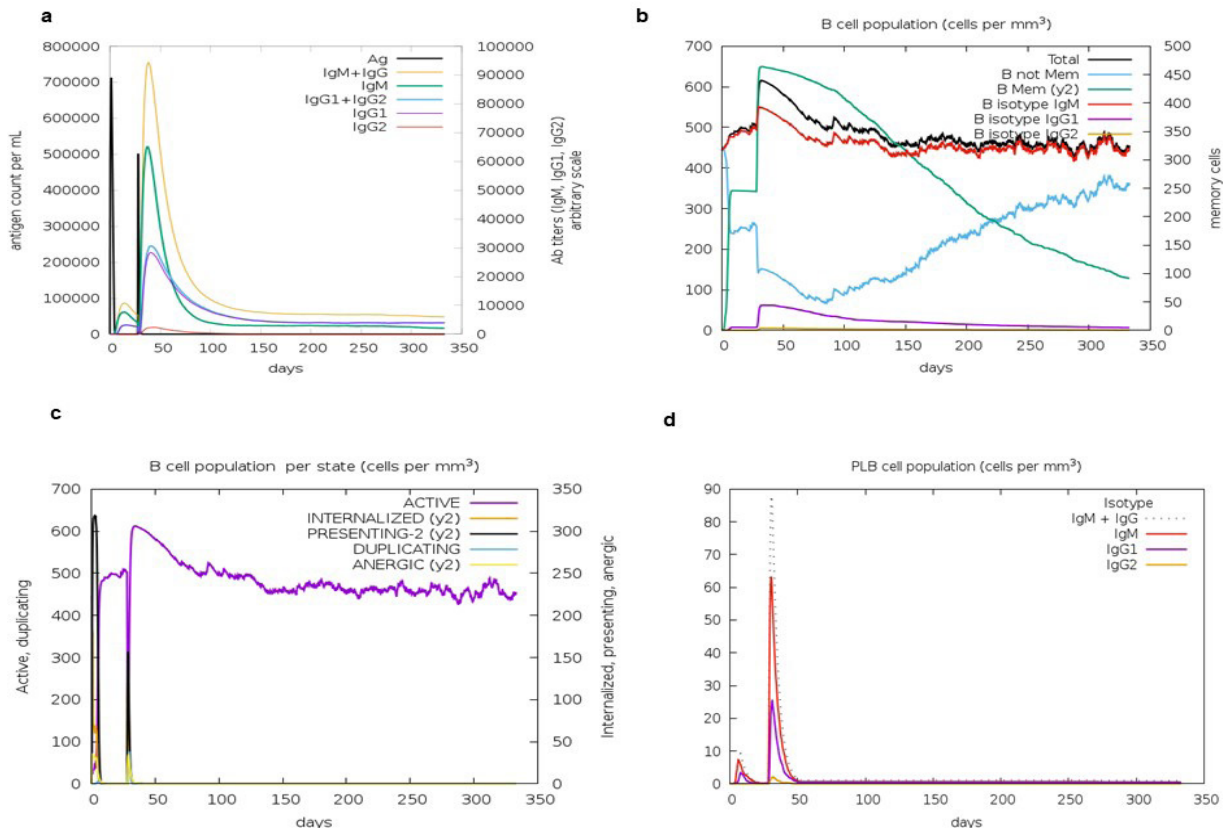 a
antigen count per mL
800000
700000
600000
500000
400000
300000
200000
100000
0
Ag
IgM+IgG
IgM
IgG1+IgG2
IgG1
IgG2
100000
90000
80000
70000
60000
50000
40000
30000
20000
10000
0
Ab titers (IgM, IgG1, IgG2)
arbitrary scale
0 50 100 150 200 250 300 350
days
b
B cell population (cells per mm³)
700
600
500
400
300
200
100
0
Total
B not Mem
B Mem (y2)
B isotype IgM
B isotype IgG1
B isotype IgG2
500
450
400
350
300
250
200
150
100
50
0
memory cells
0 50 100 150 200 250 300 350
days
c
B cell population per state (cells per mm³)
Active, duplicating
700
600
500
400
300
200
100
0
ACTIVE
INTERNALIZED (y2)
PRESENTING-2 (y2)
DUPLICATING
ANERGIC (y2)
350
300
250
200
150
100
50
0
Internalized, presenting, anergic
0 50 100 150 200 250 300 350
days
d
PLB cell population (cells per mm³)
90
80
70
60
50
40
30
20
10
0
Isotype
IgM + IgG
IgM
IgG1
IgG2
0 50 100 150 200 250 300 350
days